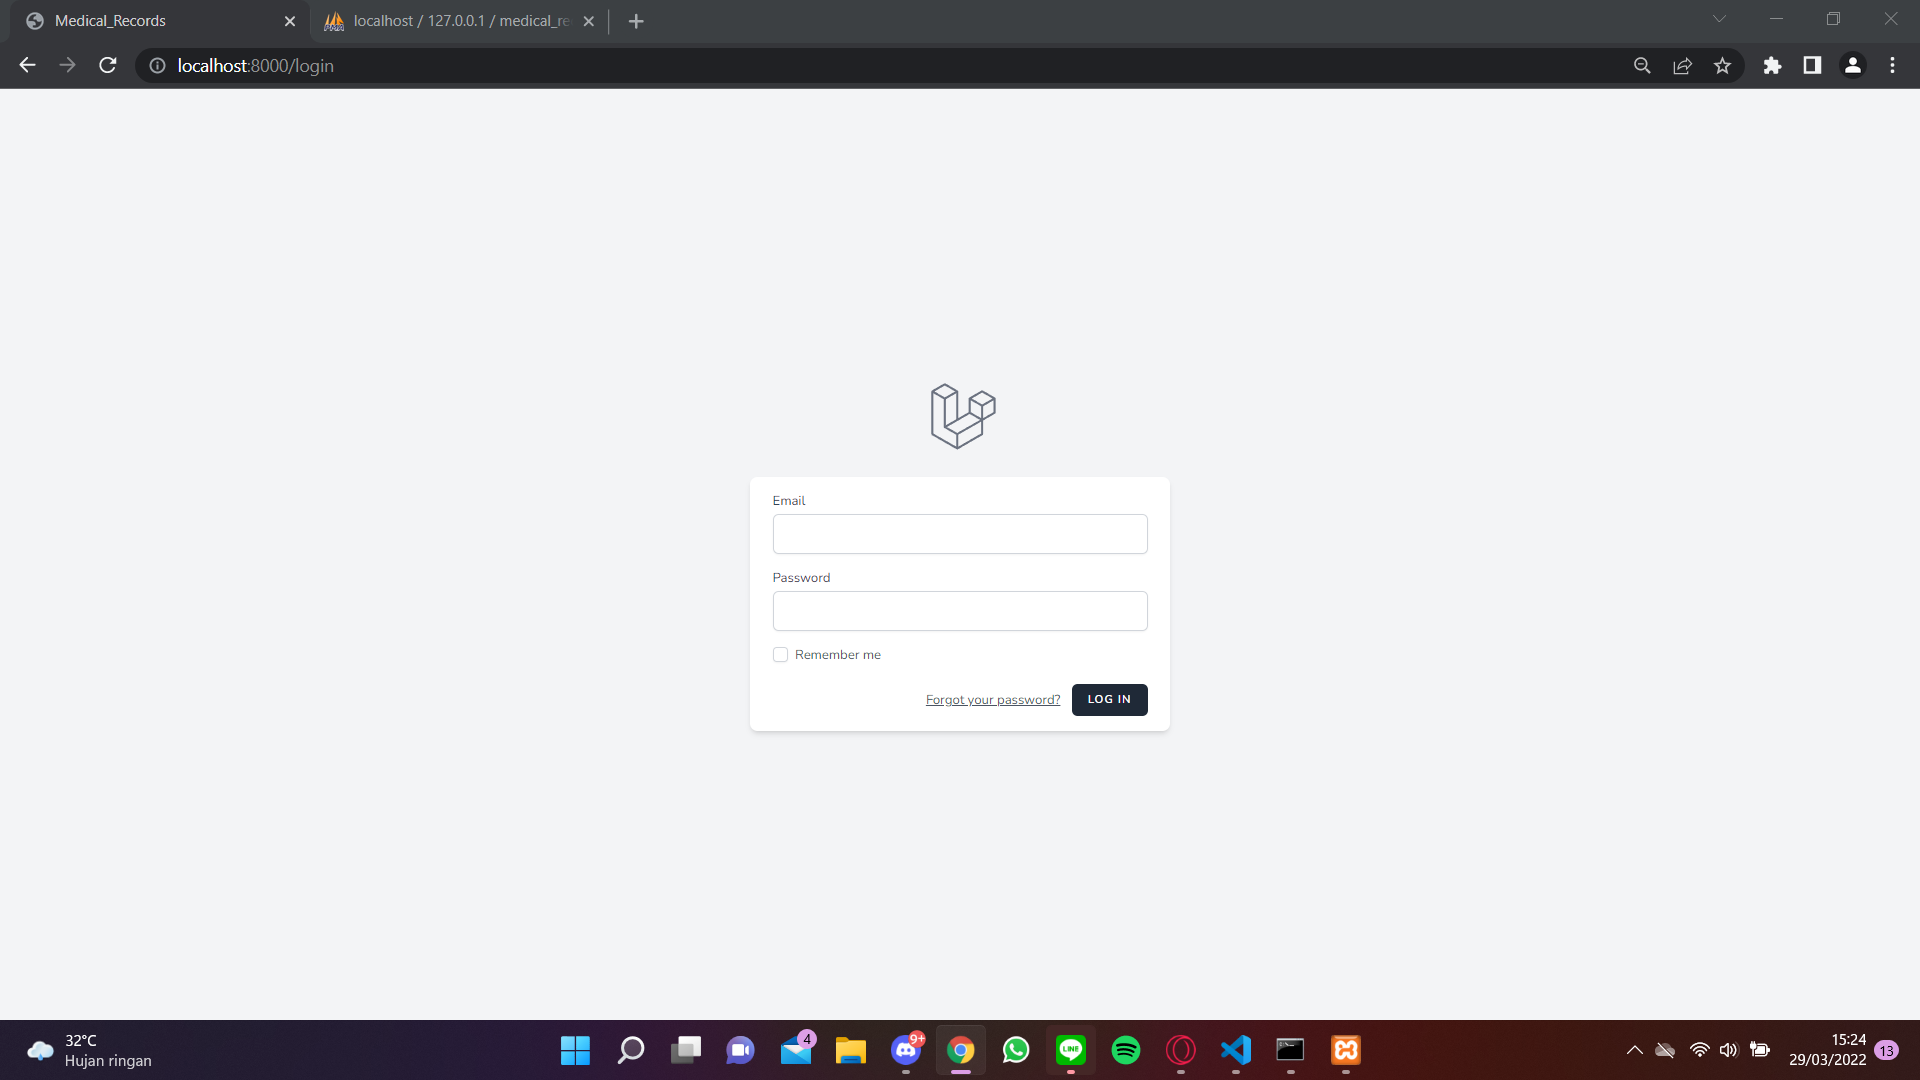 Medical_Records
localhost / 127.0.0.1 / medical_re
localhost:8000/login
Email
Password
Remember me
Forgot your password?
LOG IN
32°C
Hujan ringan
4
9+
LINE
15:24
29/03/2022
13